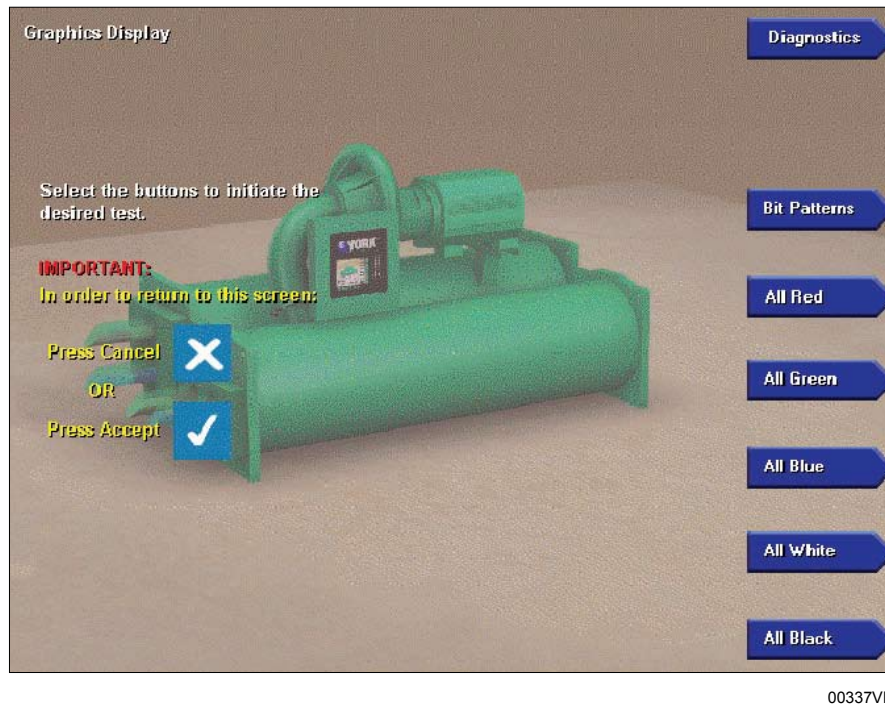 Graphics Display
Diagnostics
Select the buttons to initiate the
desired test.
YORK
IMPORTANT:
In order to return to this screen:
Press Cancel
OR
Press Accept
Bit Patterns
All Red
All Green
All Blue
All White
All Black